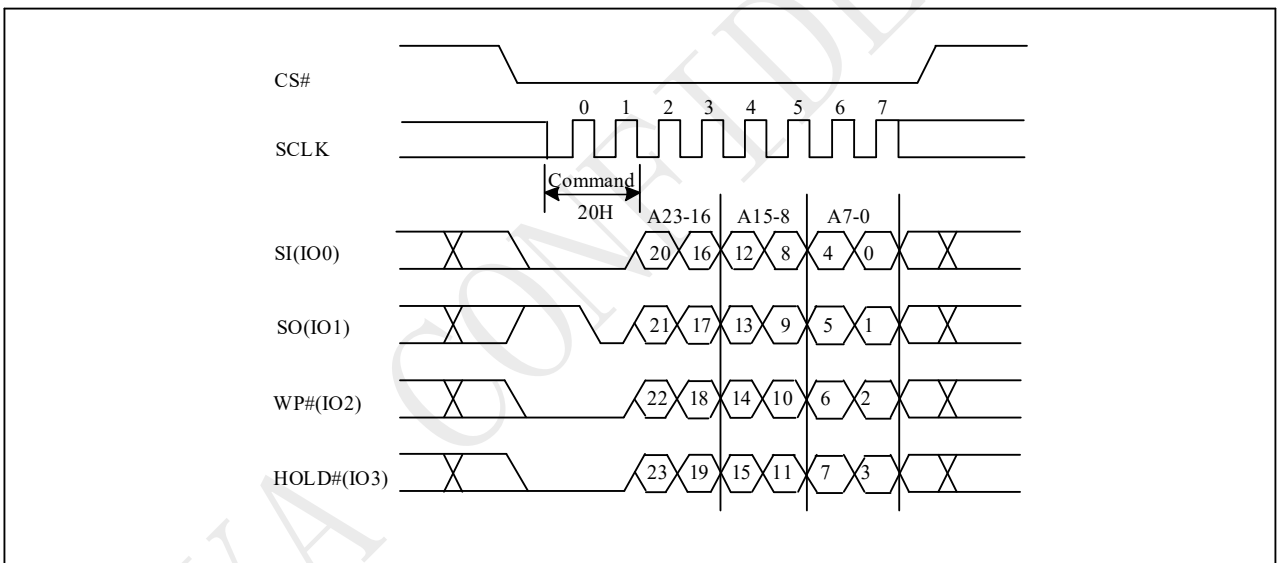 CS#
0 1 2 3 4 5 6 7
SCLK
Command
20H A23-16 A15-8 A7-0
SI(IO0) 20 16 12 8 4 0
SO(IO1) 21 17 13 9 5 1
WP#(IO2) 22 18 14 10 6 2
HOLD#(IO3) 23 19 15 11 7 3